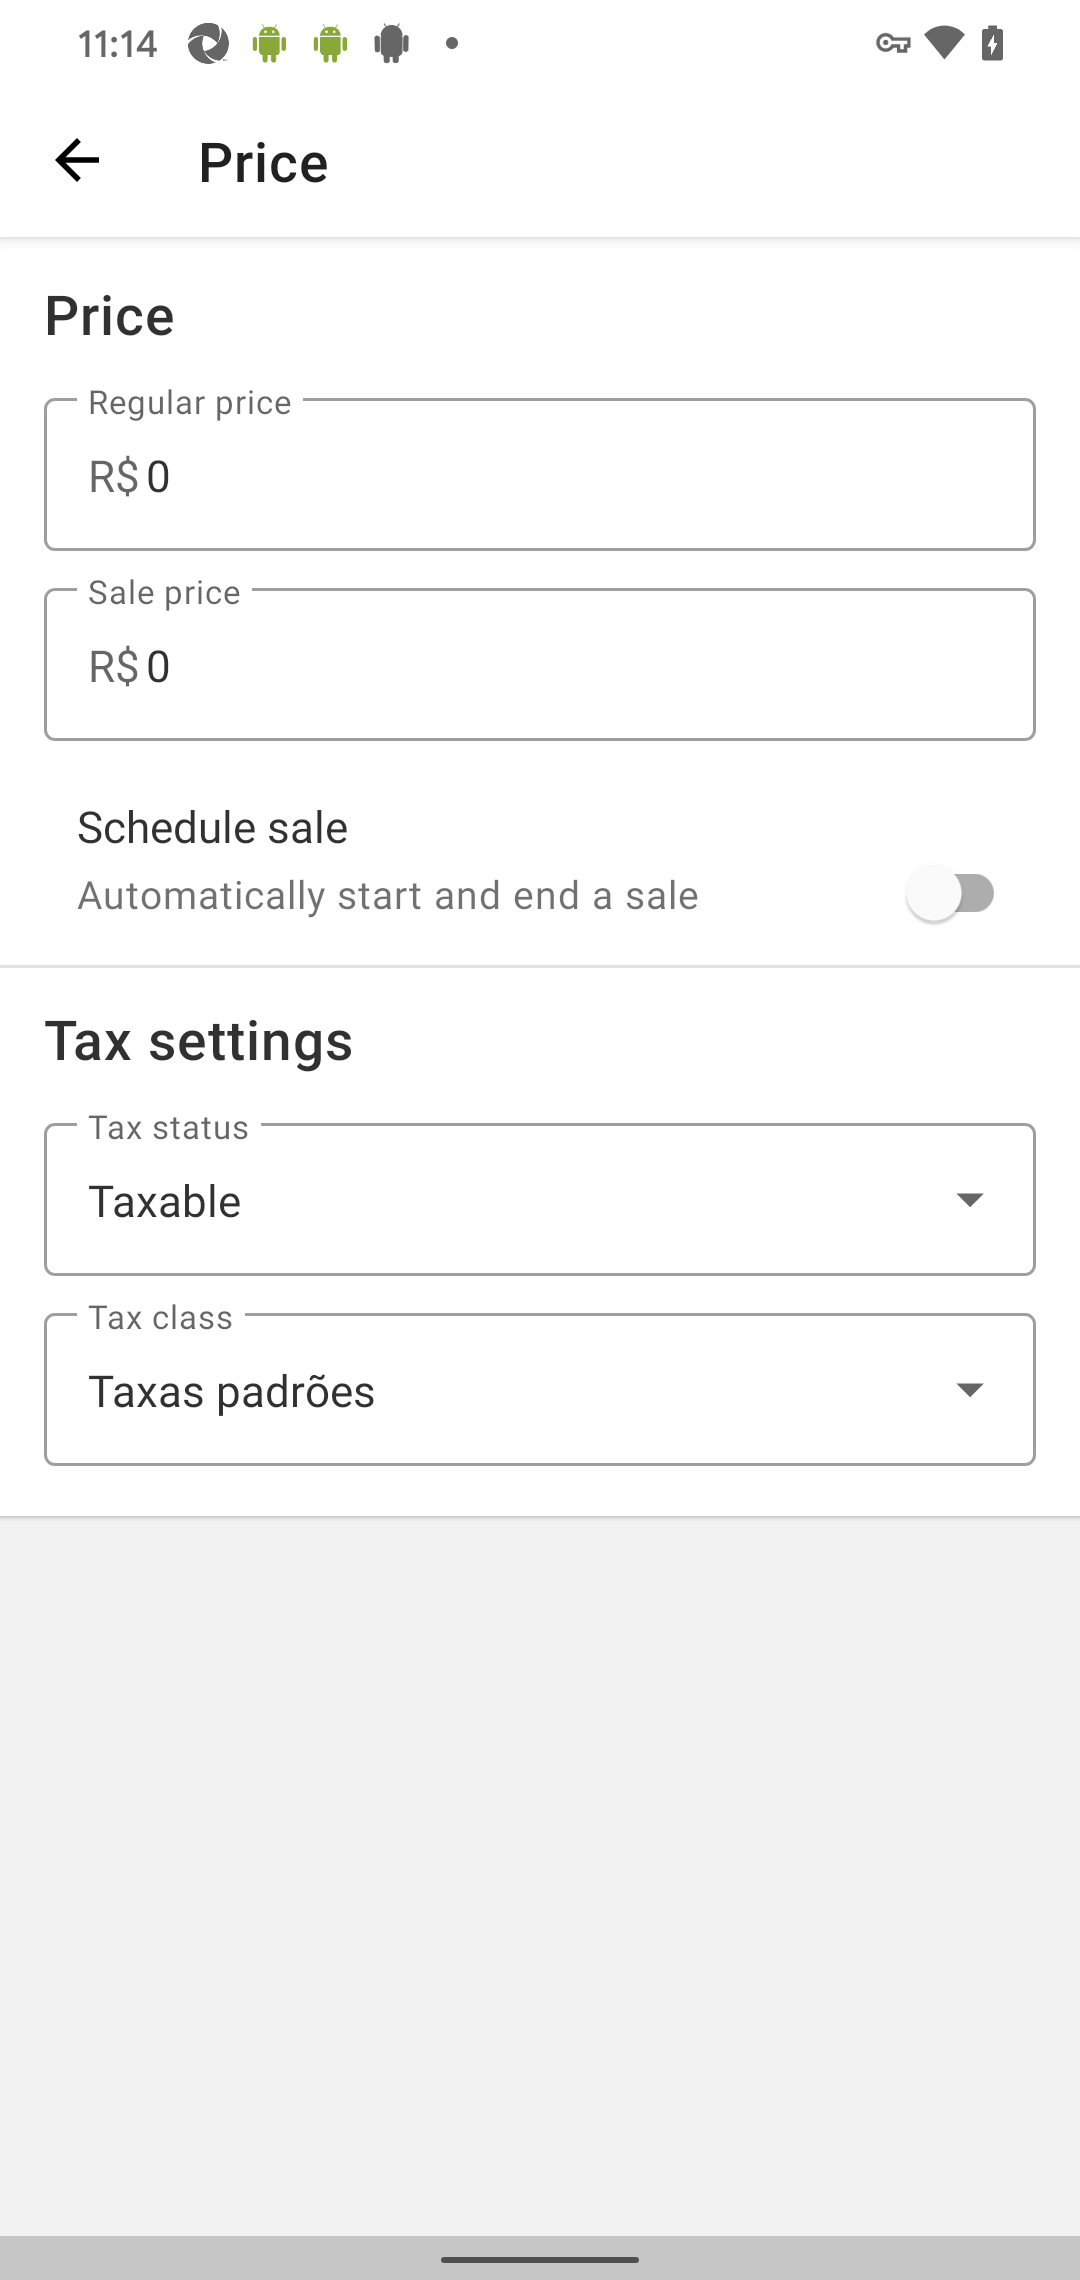 11:14
Price
Price
Regular price
R$ 0
Sale price
R$ 0
Schedule sale
Automatically start and end a sale
Tax settings
Tax status
Taxable
Tax class
Taxas padrões